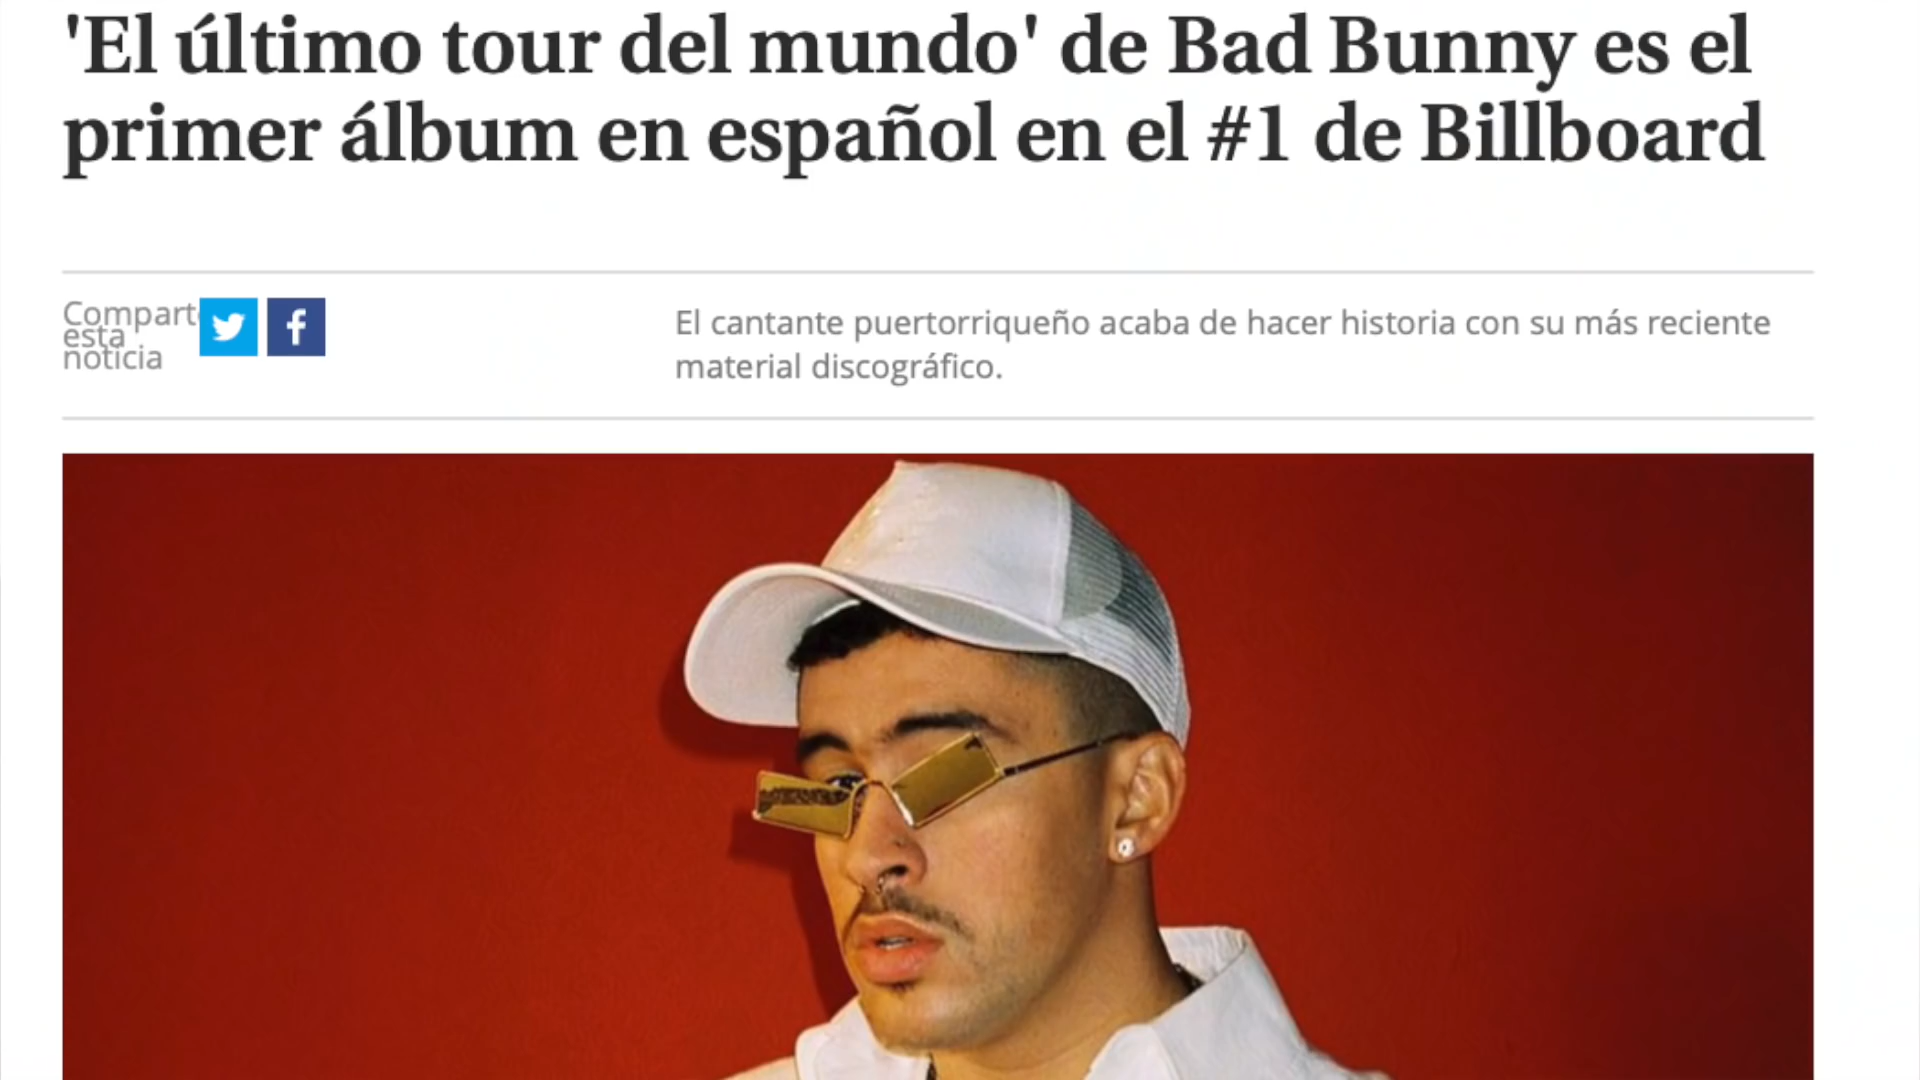 'El último tour del mundo' de Bad Bunny es el
primer álbum en español en el #1 de Billboard
esta
noticia
El cantante puertorriqueño acaba de hacer historia con su más reciente
material discográfico.